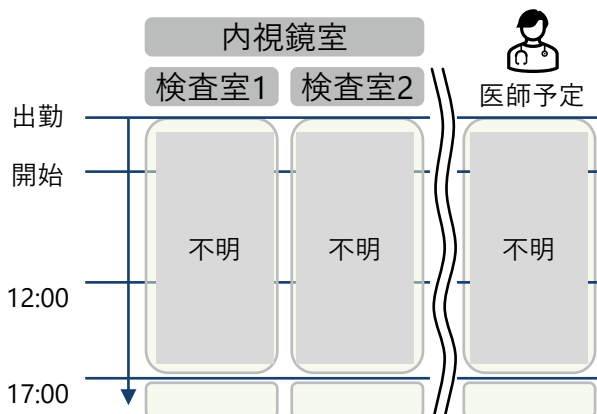 内視鏡室
検査室1 検査室2
医師予定
出勤
開始
不明 不明 不明
12:00
17:00